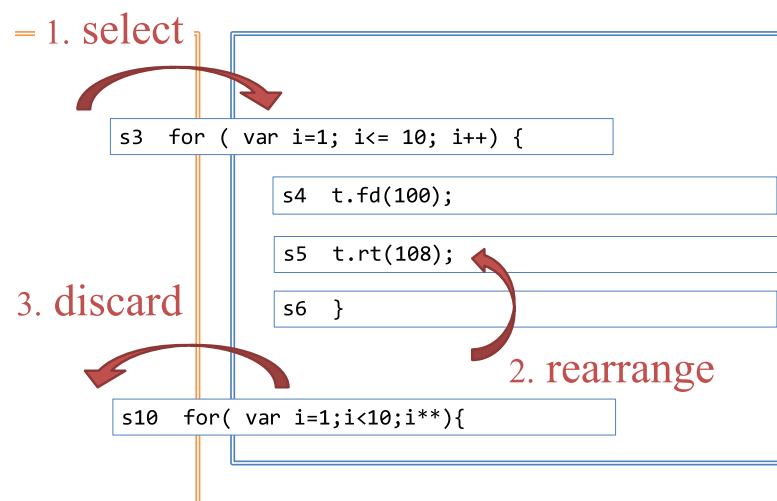 1. select
s3  for ( var i=1; i<= 10; i++) {
s4  t.fd(100);
s5  t.rt(108);
3. discard
s6  }
2. rearrange
s10  for( var i=1;i<10;i**){